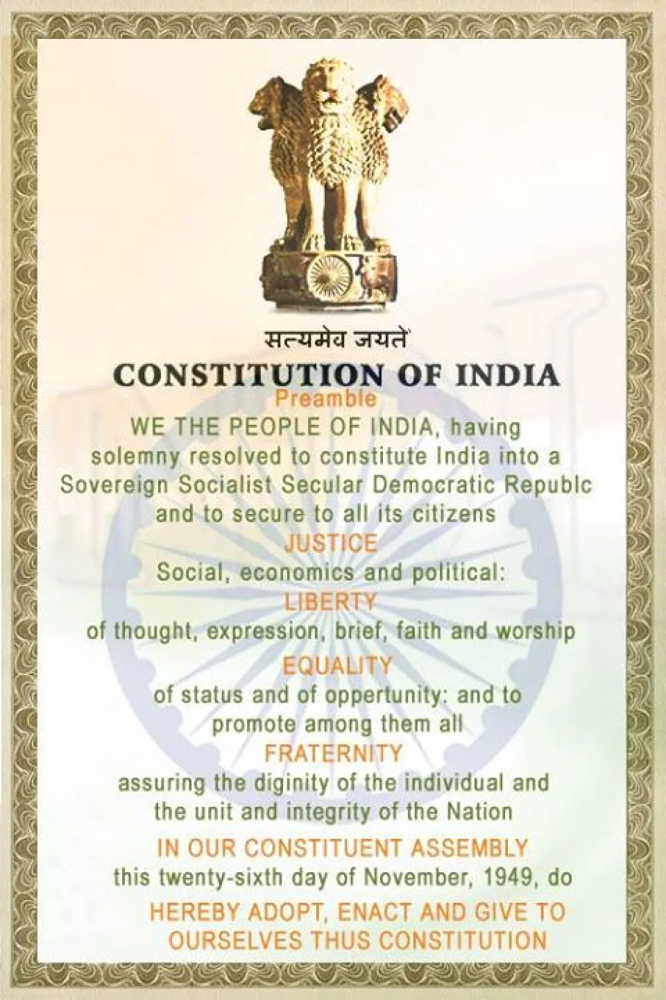 सत्यमेव जयते
CONSTITUTION OF INDIA
Preamble
WE THE PEOPLE OF INDIA, having
solemny resolved to constitute India into a
Sovereign Socialist Secular Democratic Republc
and to secure to all its citizens
JUSTICE
Social, economics and political:
LIBERTY
of thought, expression, brief, faith and worship
EQUALITY
of status and of oppertunity: and to
promote among them all
FRATERNITY
assuring the diginity of the individual and
the unit and integrity of the Nation
IN OUR CONSTITUENT ASSEMBLY
this twenty-sixth day of November, 1949, do
HEREBY ADOPT, ENACT AND GIVE TO
OURSELVES THUS CONSTITUTION